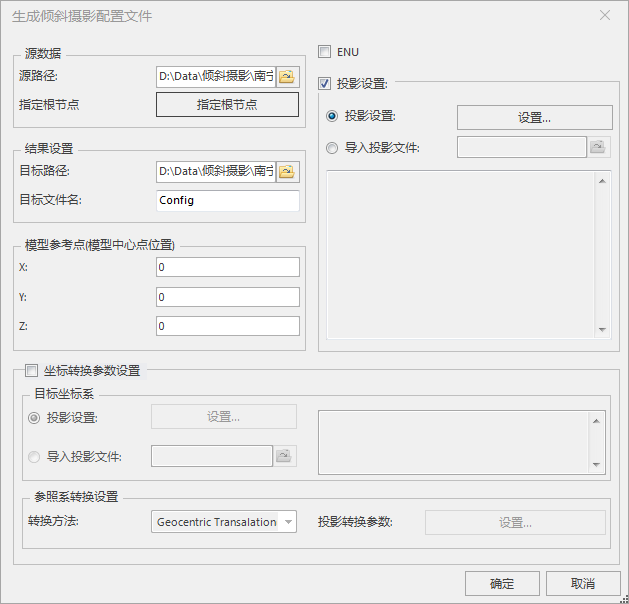 生成倾斜摄影配置文件
源数据
源路径: D:\Data\倾斜摄影\南宁
指定根节点 指定根节点
结果设置
目标路径: D:\Data\倾斜摄影\南宁
目标文件名: Config
模型参考点(模型中心点位置)
X: 0
Y: 0
Z: 0
ENU
投影设置:
投影设置: 设置...
导入投影文件:
坐标转换参数设置
目标坐标系
投影设置: 设置...
导入投影文件:
参照系转换设置
转换方法: Geocentric Transalation
投影转换参数: 设置...
确定 取消